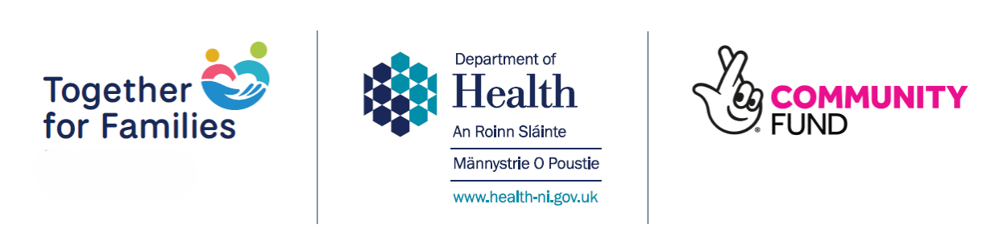 Together
for Families
Department of
Health
An Roinn Sláinte
Männystrie O Poustie
www.health-ni.gov.uk
COMMUNITY
FUND